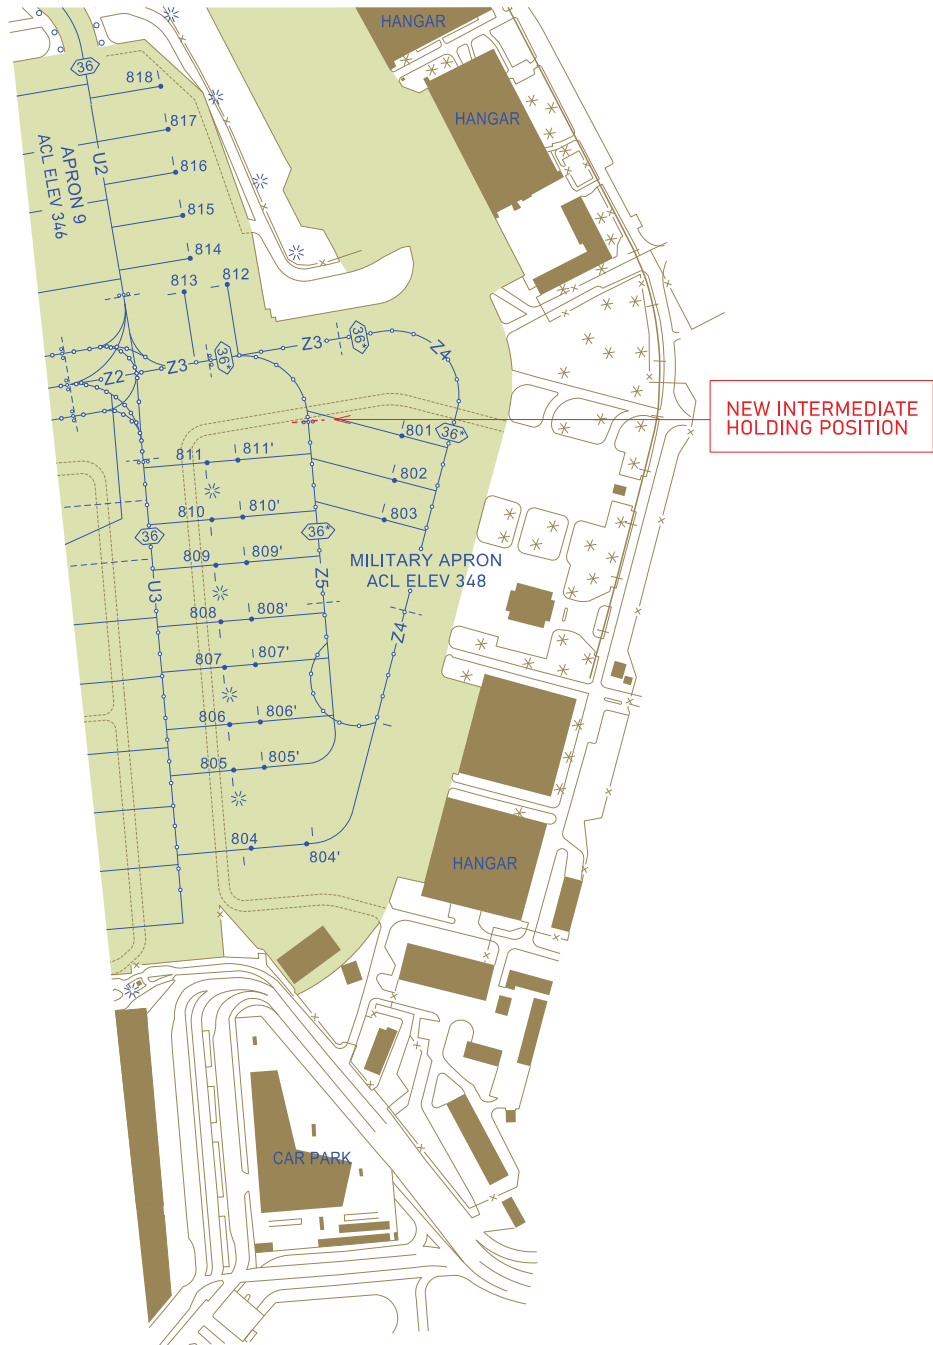 HANGAR
36
818
HANGAR
817
APRON 9
ACL ELEV 346
U2
816
815
814
813
812
Z3
36*
Z4
Z3
36*
Z2
NEW INTERMEDIATE
HOLDING POSITION
801
36*
811
811'
802
810
810'
803
36
36*
809
809'
MILITARY APRON
ACL ELEV 348
U3
Z5
808
808'
Z4
807
807'
806
806'
805
805'
804
804'
HANGAR
CAR PARK